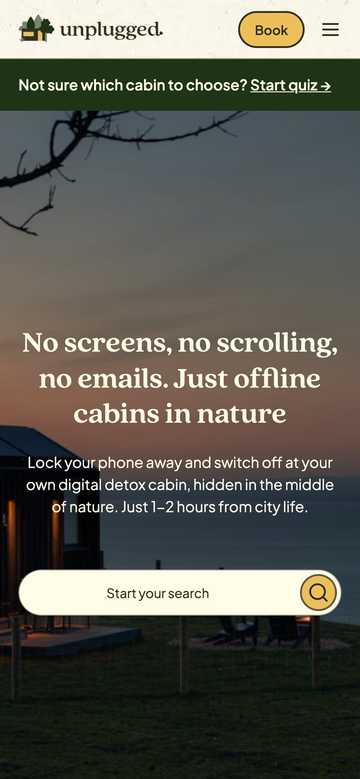 unplugged.
Book
Not sure which cabin to choose? Start quiz →
No screens, no scrolling,
no emails. Just offline
cabins in nature
Lock your phone away and switch off at your
own digital detox cabin, hidden in the middle
of nature. Just 1–2 hours from city life.
Start your search